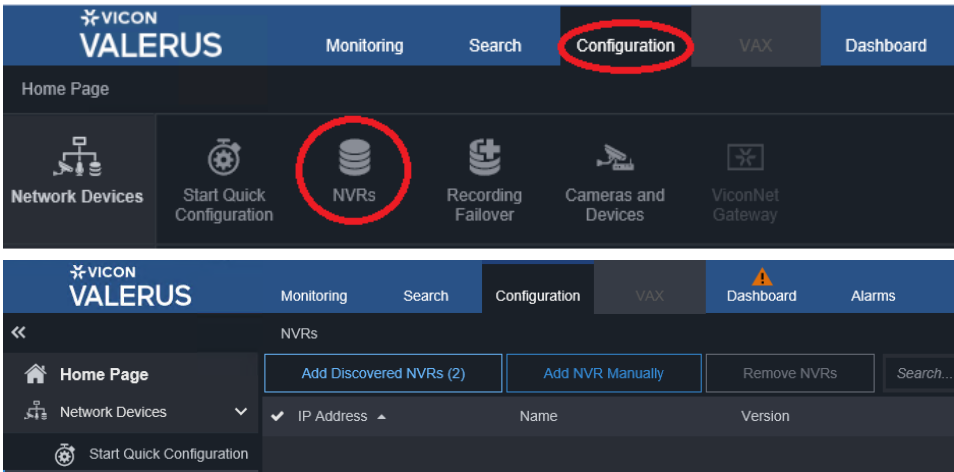 VICON
VALERUS
Monitoring Search Configuration VAX Dashboard
Home Page
Network Devices
Start Quick
Configuration
NVRs
Recording
Failover
Cameras and
Devices
ViconNet
Gateway
VICON
VALERUS
Monitoring Search Configuration VAX Dashboard Alarms
NVRs
Home Page
Add Discovered NVRs (2) Add NVR Manually Remove NVRs Search...
Network Devices
IP Address Name Version
Start Quick Configuration